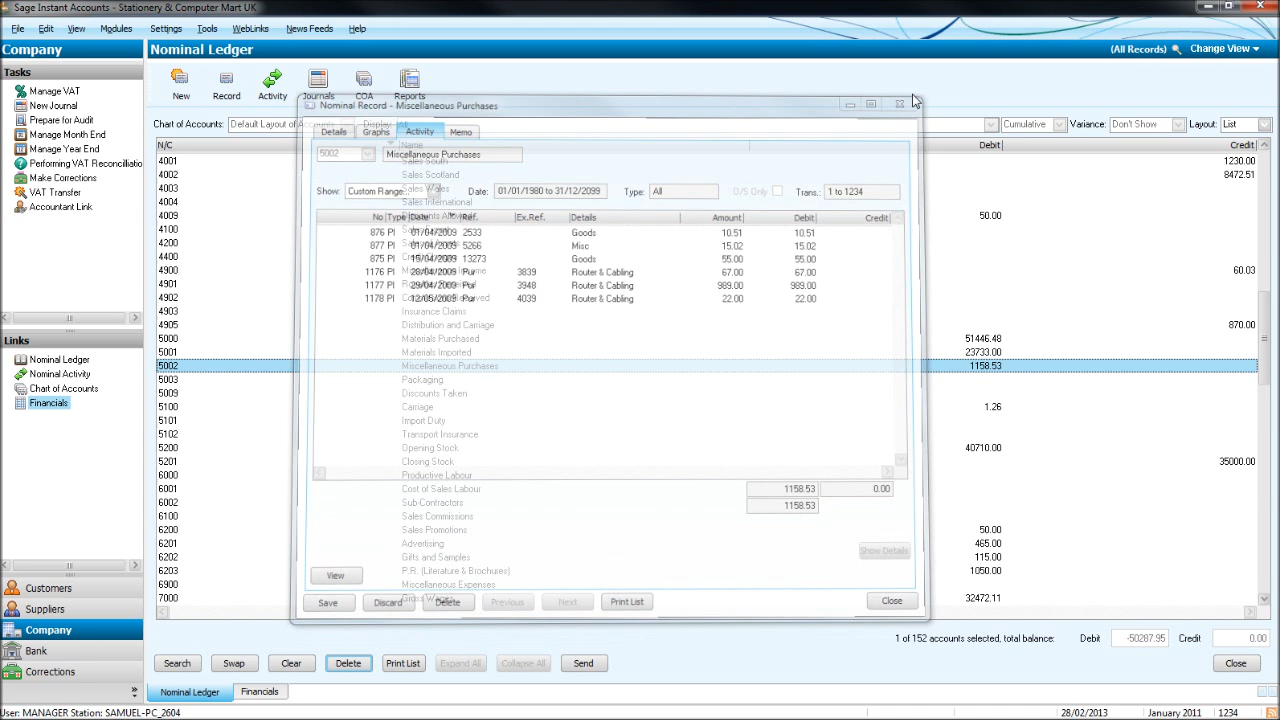 Sage Instant Accounts - Stationery & Computer Mart UK
File Edit View Modules Settings Tools WebLinks News Feeds Help
Company
Nominal Ledger
(All Records) Change View
Tasks
Manage VAT
New Journal
Prepare for Audit
Manage Month End
Manage Year End
Performing VAT Reconciliatio
Make Corrections
VAT Transfer
Accountant Link
Links
Nominal Ledger
Nominal Activity
Chart of Accounts
Financials
Customers
Suppliers
Company
Bank
Corrections
New Record Activity Journals COA Reports
Chart of Accounts: Default Layout of Display: Cumulative Variance: Don't Show Layout: List
N/C Name Debit Credit
4001 Sales South 1230.00
4002 Sales Scotland 8472.51
4003 Sales Wales
4004 Sales International
4009 Discounts Allowed 50.00
4100
4200
4900 60.03
4901
4902
4903 Insurance Claims
4905 Distribution and Carriage 870.00
5000 Materials Purchased 51446.48
5001 Materials Imported 23733.00
5002 Miscellaneous Purchases 1158.53
5003 Packaging
5009 Discounts Taken
5100 Carriage 1.26
5101 Import Duty
5102 Transport Insurance
5200 Opening Stock 40710.00
5201 Closing Stock 35000.00
6000 Productive Labour
6001 Cost of Sales Labour
6002 Sub-Contractors
6100 Sales Commissions
6200 Sales Promotions 50.00
6201 Advertising 465.00
6202 Gifts and Samples 115.00
6203 P.R. (Literature & Brochures) 1050.00
6900 Miscellaneous Expenses
7000 Gross Wages 32472.11
Nominal Record - Miscellaneous Purchases
Details Graphs Activity Memo
5002 Miscellaneous Purchases
Show: Custom Range... Date: 01/01/1980 to 31/12/2099 Type: All O/S Only Trans.: 1 to 1234
No Type Date Ref. Ex.Ref. Details Amount Debit Credit
876 PI 01/04/2009 2533 Goods 10.51 10.51
877 PI 01/04/2009 5266 Misc 15.02 15.02
875 PI 15/04/2009 13273 Goods 55.00 55.00
1176 PI 28/04/2009 Pur 3839 Router & Cabling 67.00 67.00
1177 PI 29/04/2009 Pur 3948 Router & Cabling 989.00 989.00
1178 PI 12/05/2009 Pur 4039 Router & Cabling 22.00 22.00
1158.53 0.00
1158.53
Show Details
View
Save Discard Delete Previous Next Print List Close
1 of 152 accounts selected, total balance: Debit -50287.95 Credit 0.00
Search Swap Clear Delete Print List Expand All Collapse All Send Close
Nominal Ledger Financials
User: MANAGER Station: SAMUEL-PC_2604 28/02/2013 January 2011 1234